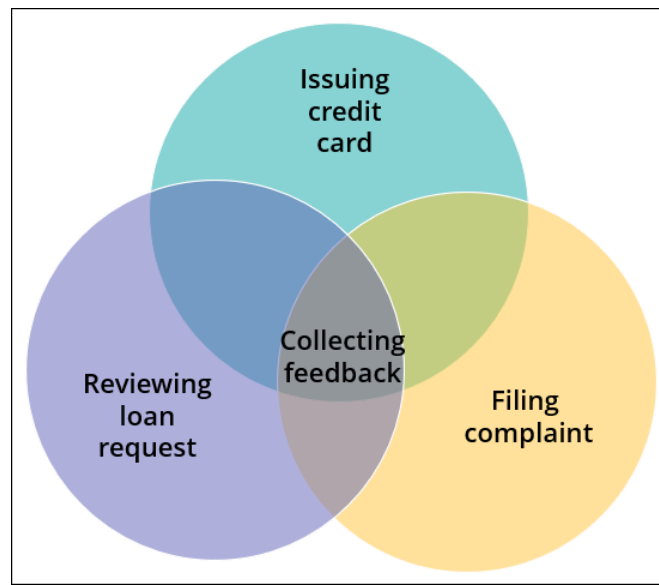 Issuing
credit
card
Collecting
feedback
Reviewing
loan
request
Filing
complaint